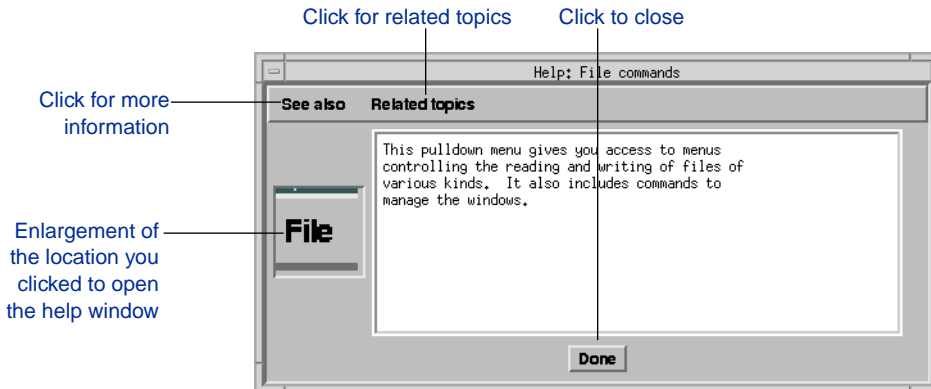 Click for related topics
Click to close
Help: File commands
Click for more
information
See also
Related topics
This pulldown menu gives you access to menus
controlling the reading and writing of files of
various kinds.  It also includes commands to
manage the windows.
File
Enlargement of
the location you
clicked to open
the help window
Done